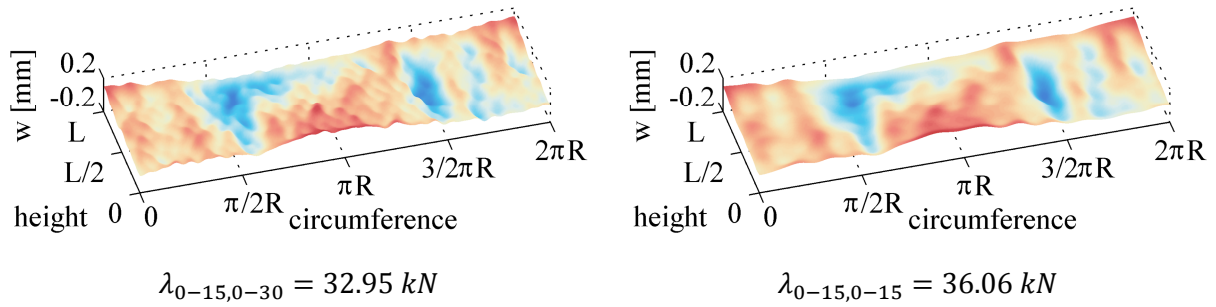 w [mm]
0.2
-0.2
L
L/2
0
height
0
π/2R
πR
3/2πR
2πR
circumference
λ₀₋₁₅,₀₋₃₀ = 32.95 kN
w [mm]
0.2
-0.2
L
L/2
0
height
0
π/2R
πR
3/2πR
2πR
circumference
λ₀₋₁₅,₀₋₁₅ = 36.06 kN